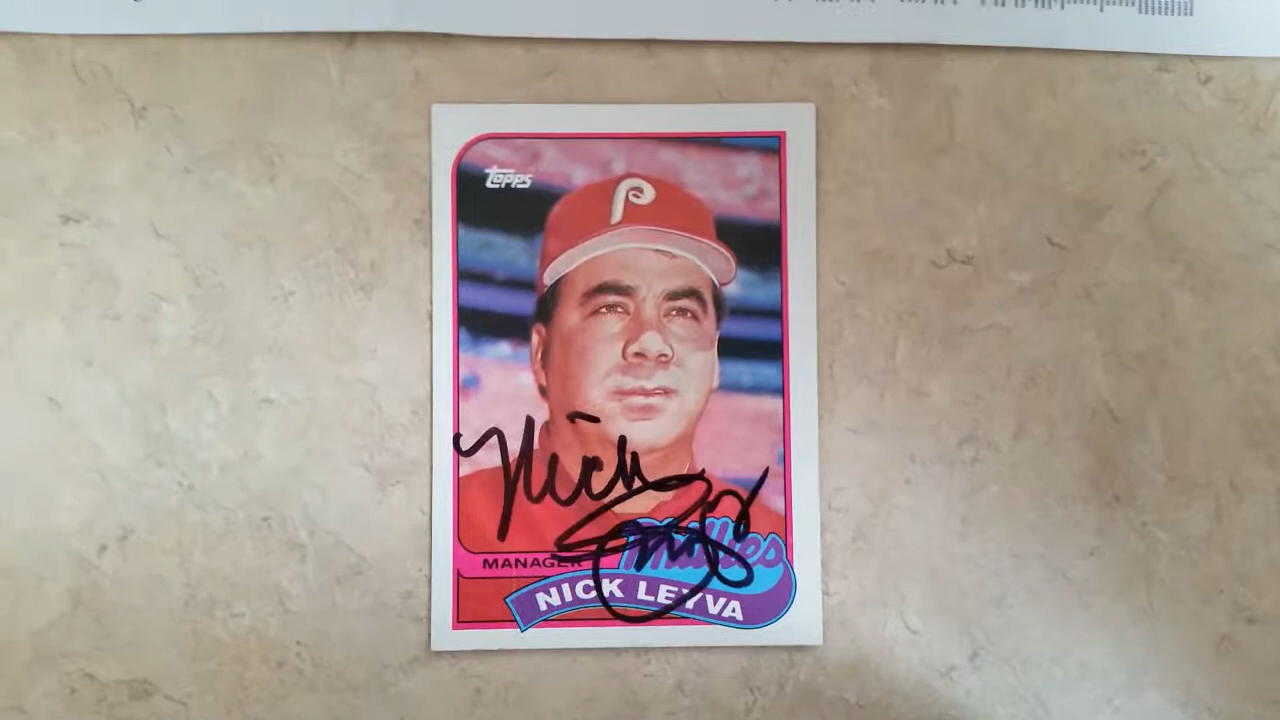 Topps
P
Nick
Phillies
MANAGER
NICK LEYVA